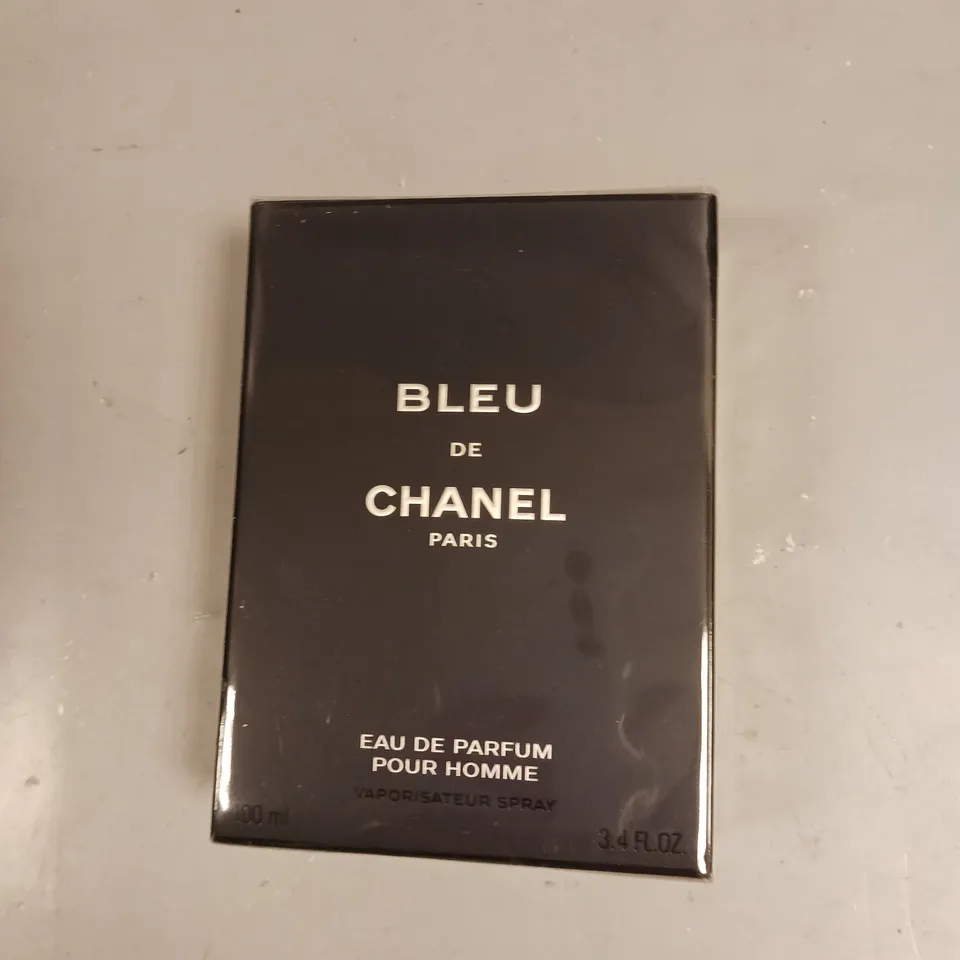 BLEU
DE
CHANEL
PARIS
EAU DE PARFUM
POUR HOMME
VAPORISATEUR SPRAY
100 ml
3.4 FL.OZ.